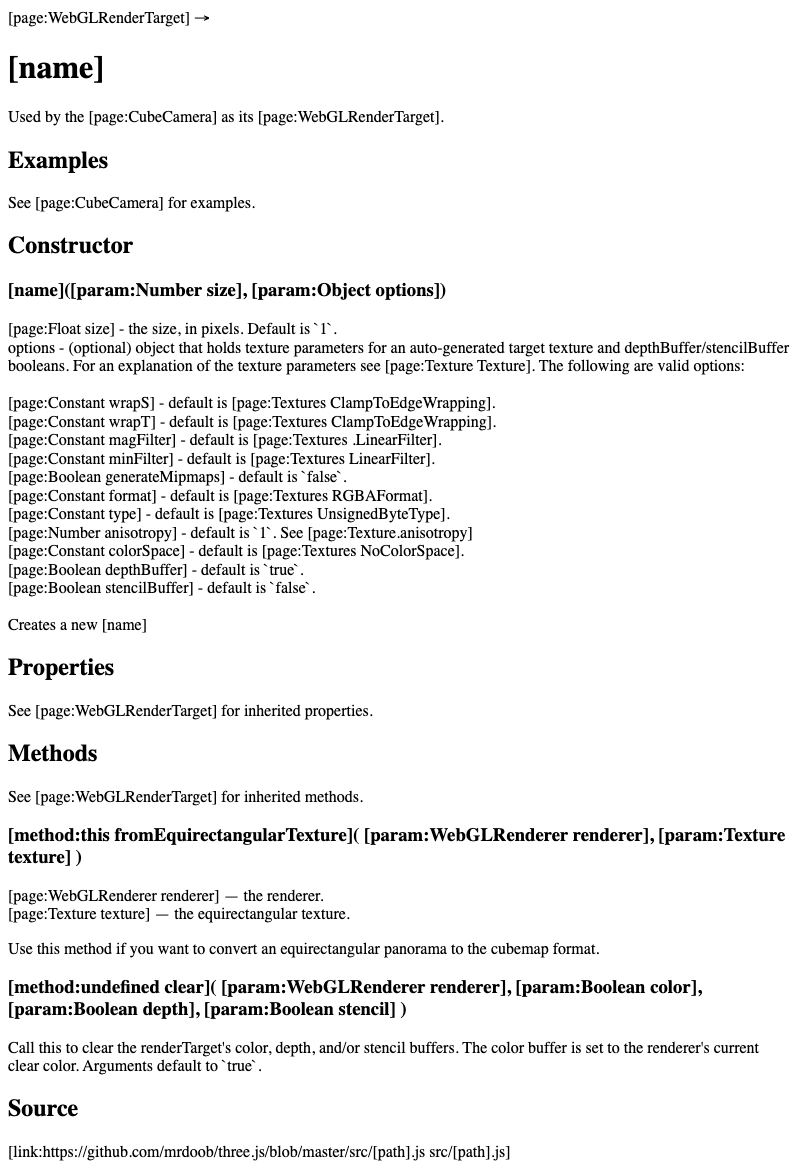 [page:WebGLRenderTarget] →
[name]
Used by the [page:CubeCamera] as its [page:WebGLRenderTarget].
Examples
See [page:CubeCamera] for examples.
Constructor
[name]([param:Number size], [param:Object options])
[page:Float size] - the size, in pixels. Default is `1`.
options - (optional) object that holds texture parameters for an auto-generated target texture and depthBuffer/stencilBuffer
booleans. For an explanation of the texture parameters see [page:Texture Texture]. The following are valid options:
[page:Constant wrapS] - default is [page:Textures ClampToEdgeWrapping].
[page:Constant wrapT] - default is [page:Textures ClampToEdgeWrapping].
[page:Constant magFilter] - default is [page:Textures .LinearFilter].
[page:Constant minFilter] - default is [page:Textures LinearFilter].
[page:Boolean generateMipmaps] - default is `false`.
[page:Constant format] - default is [page:Textures RGBAFormat].
[page:Constant type] - default is [page:Textures UnsignedByteType].
[page:Number anisotropy] - default is `1`. See [page:Texture.anisotropy]
[page:Constant colorSpace] - default is [page:Textures NoColorSpace].
[page:Boolean depthBuffer] - default is `true`.
[page:Boolean stencilBuffer] - default is `false`.
Creates a new [name]
Properties
See [page:WebGLRenderTarget] for inherited properties.
Methods
See [page:WebGLRenderTarget] for inherited methods.
[method:this fromEquirectangularTexture]( [param:WebGLRenderer renderer], [param:Texture
texture] )
[page:WebGLRenderer renderer] — the renderer.
[page:Texture texture] — the equirectangular texture.
Use this method if you want to convert an equirectangular panorama to the cubemap format.
[method:undefined clear]( [param:WebGLRenderer renderer], [param:Boolean color],
[param:Boolean depth], [param:Boolean stencil] )
Call this to clear the renderTarget's color, depth, and/or stencil buffers. The color buffer is set to the renderer's current
clear color. Arguments default to `true`.
Source
[link:https://github.com/mrdoob/three.js/blob/master/src/[path].js src/[path].js]